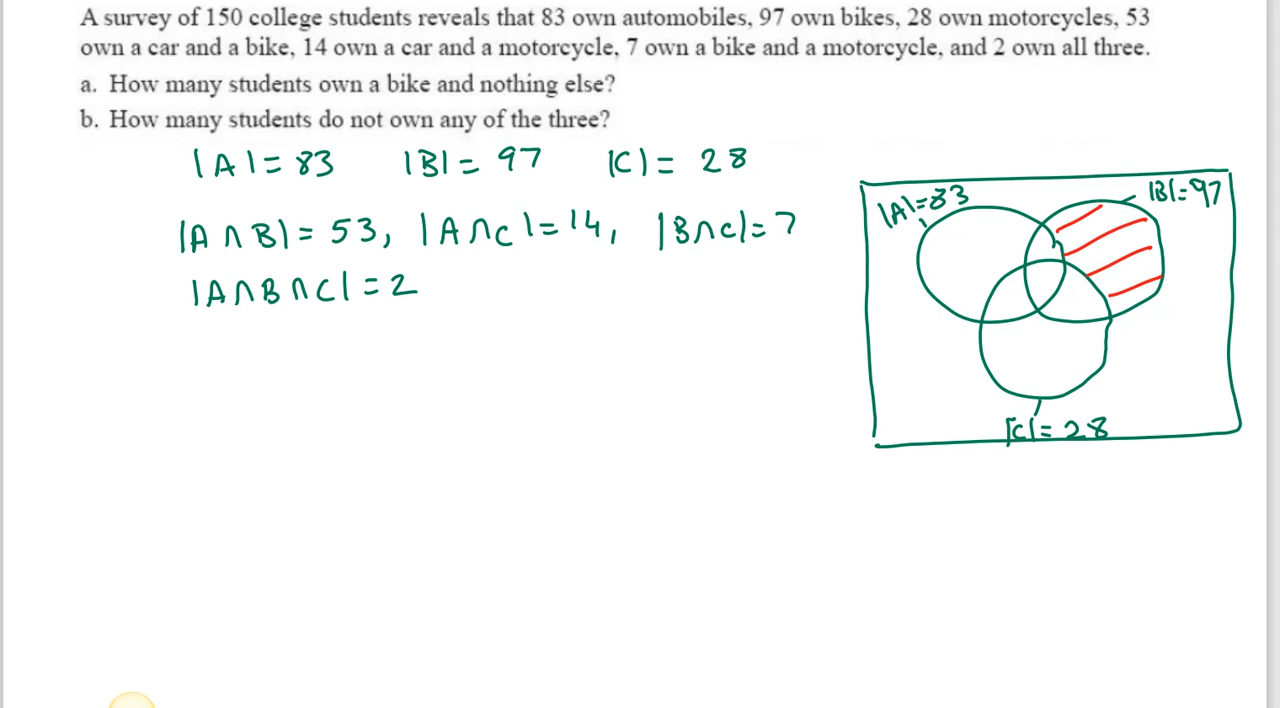 A survey of 150 college students reveals that 83 own automobiles, 97 own bikes, 28 own motorcycles, 53
own a car and a bike, 14 own a car and a motorcycle, 7 own a bike and a motorcycle, and 2 own all three.
a. How many students own a bike and nothing else?
b. How many students do not own any of the three?
|A| = 83 |B| = 97 |C| = 28
|A ∩ B| = 53, |A ∩ C| = 14, |B ∩ C| = 7
|A ∩ B ∩ C| = 2
|A| = 83
|B| = 97
|C| = 28